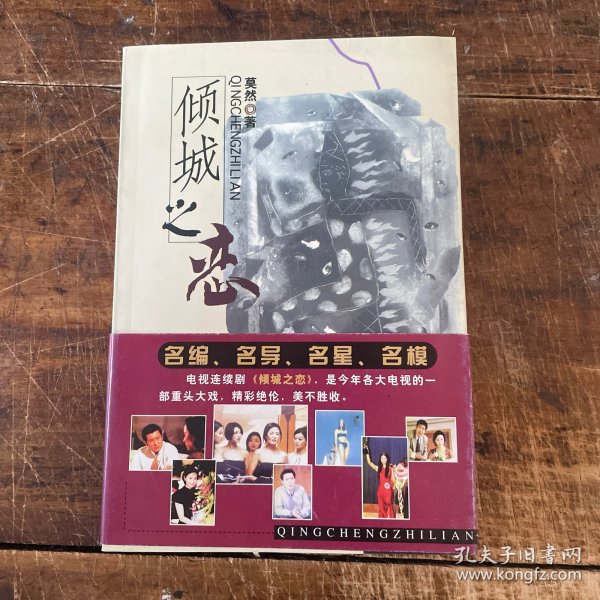 倾城之恋
QINGCHENGZHILIAN
莫然◎著
名编、名导、名星、名模
电视连续剧《倾城之恋》,是今年各大电视的一
部重头大戏,精彩绝伦,美不胜收。
QINGCHENGZHILIAN
孔夫子旧书网
www.kongfz.com